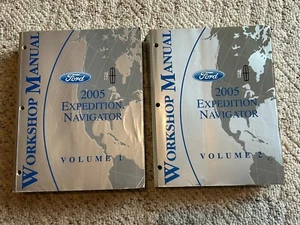 WORKSHOP MANUAL
Ford
2005
EXPEDITION,
NAVIGATOR
VOLUME 1
WORKSHOP MANUAL
Ford
2005
EXPEDITION,
NAVIGATOR
VOLUME 2